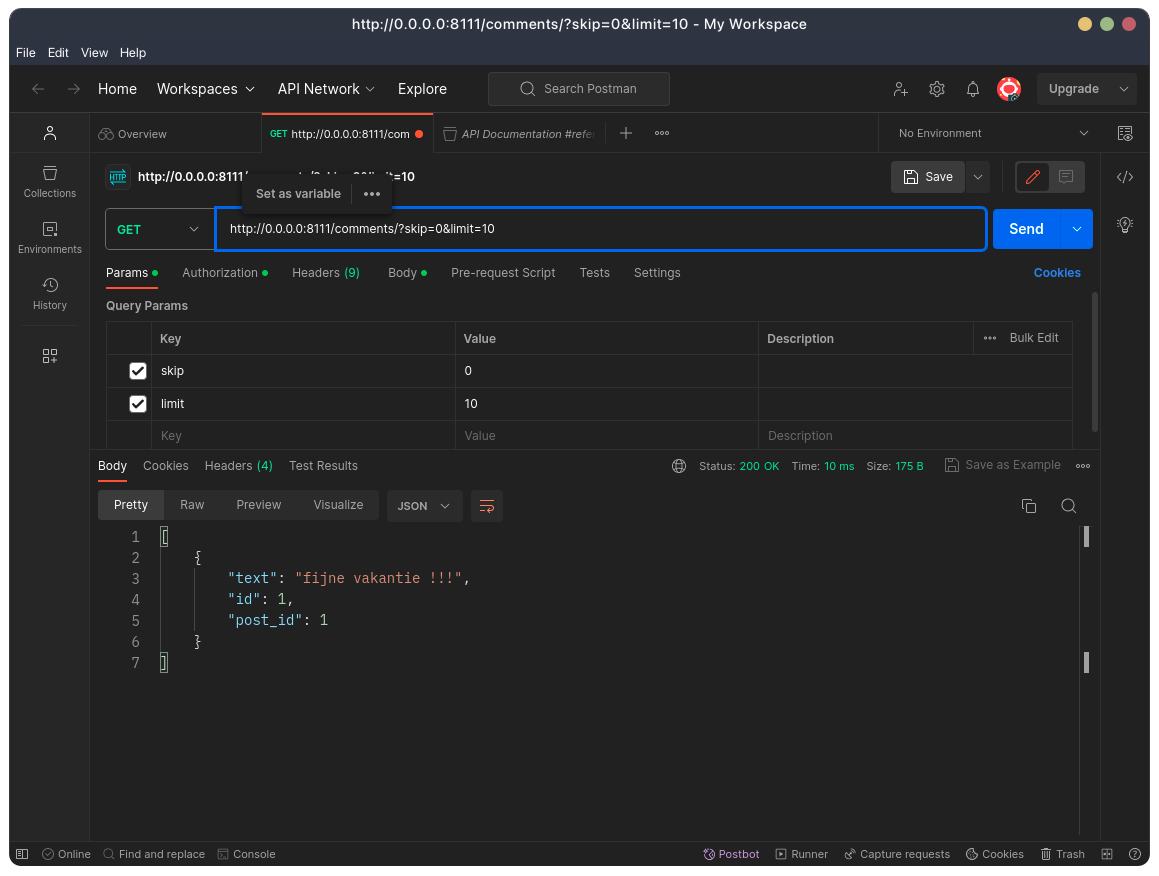 http://0.0.0.0:8111/comments/?skip=0&limit=10 - My Workspace
File Edit View Help
Home Workspaces API Network Explore Search Postman Upgrade
Overview GET http://0.0.0.0:8111/com API Documentation #refe No Environment
HTTP http://0.0.0.0:8111/ limit=10 Save
Set as variable
GET http://0.0.0.0:8111/comments/?skip=0&limit=10 Send
Collections
Environments
History
Params Authorization Headers (9) Body Pre-request Script Tests Settings Cookies
Query Params
Key Value Description Bulk Edit
skip 0
limit 10
Key Value Description
Body Cookies Headers (4) Test Results Status: 200 OK Time: 10 ms Size: 175 B Save as Example
Pretty Raw Preview Visualize JSON
1 [
2 {
3 "text": "fijne vakantie !!!",
4 "id": 1,
5 "post_id": 1
6 }
7 ]
Online Find and replace Console Postbot Runner Capture requests Cookies Trash